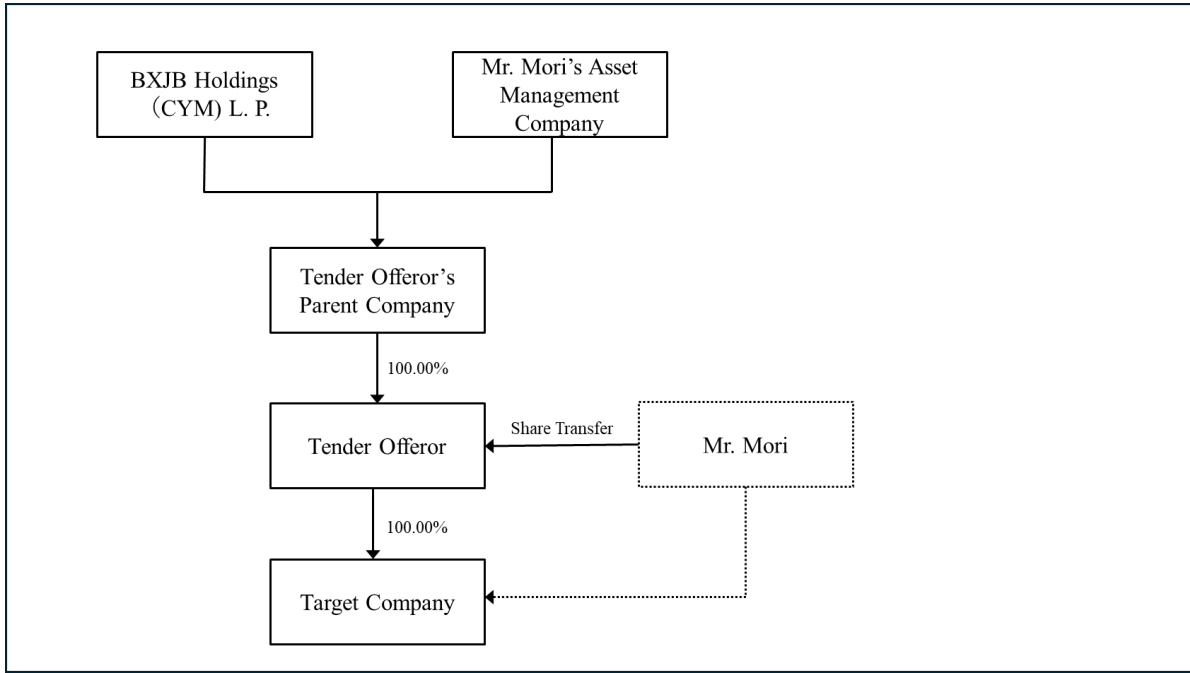 BXJB Holdings
（CYM) L. P.
Mr. Mori’s Asset
Management
Company
Tender Offeror’s
Parent Company
100.00%
Tender Offeror
Share Transfer
Mr. Mori
100.00%
Target Company